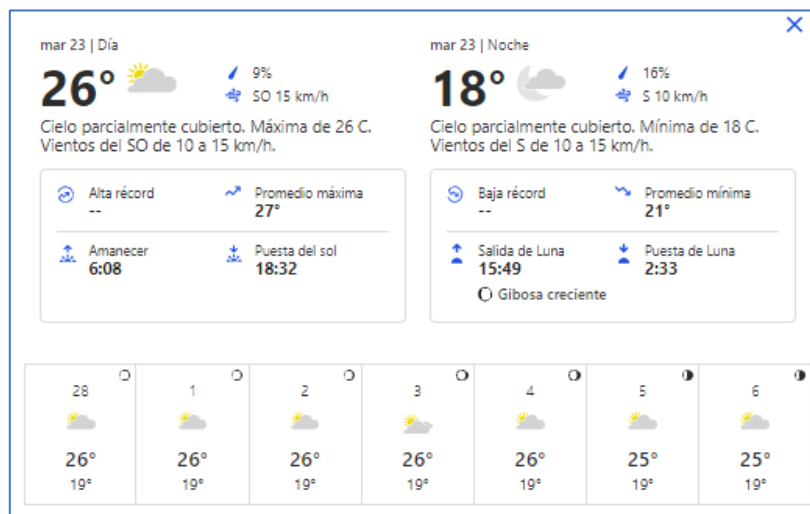 mar 23 | Día
26°
9%
SO 15 km/h
Cielo parcialmente cubierto. Máxima de 26 C.
Vientos del SO de 10 a 15 km/h.
Alta récord
--
Promedio máxima
27°
Amanecer
6:08
Puesta del sol
18:32
mar 23 | Noche
18°
16%
S 10 km/h
Cielo parcialmente cubierto. Mínima de 18 C.
Vientos del S de 10 a 15 km/h.
Baja récord
--
Promedio mínima
21°
Salida de Luna
15:49
Gibosa creciente
Puesta de Luna
2:33
28
26°
19°
1
26°
19°
2
26°
19°
3
26°
19°
4
26°
19°
5
25°
19°
6
25°
19°